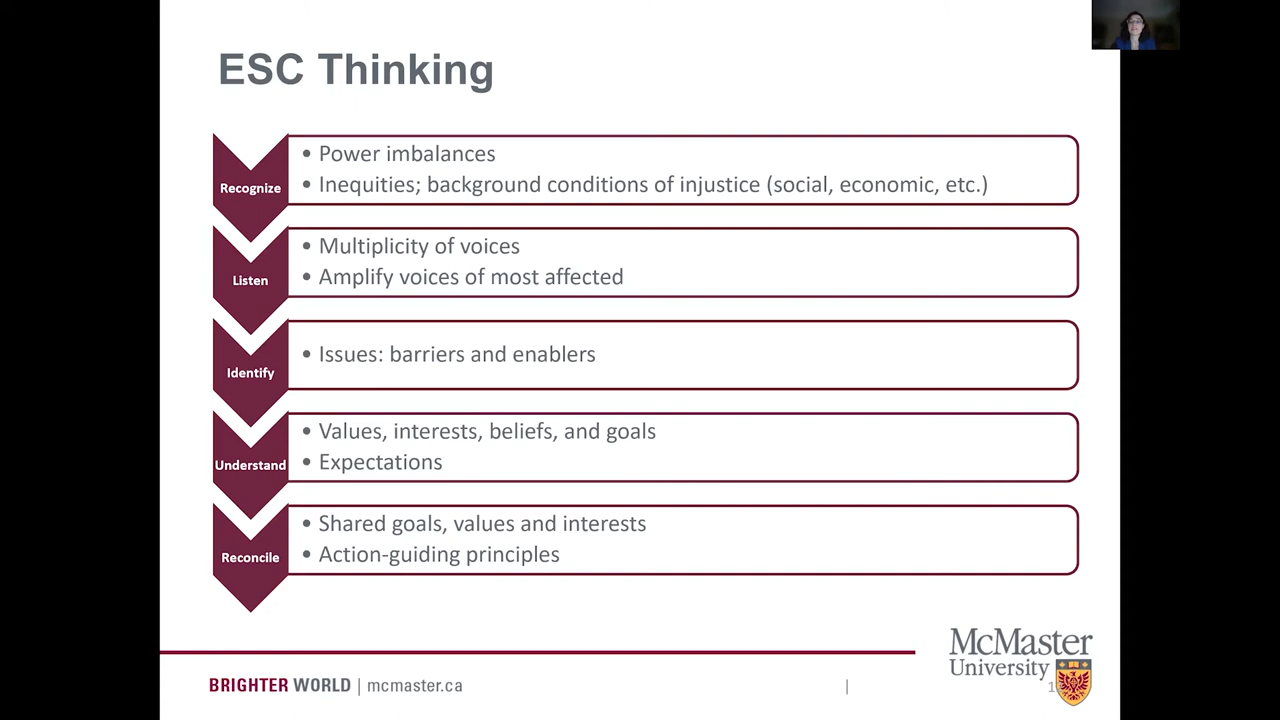 ESC Thinking
Recognize
• Power imbalances
• Inequities; background conditions of injustice (social, economic, etc.)
Listen
• Multiplicity of voices
• Amplify voices of most affected
Identify
• Issues: barriers and enablers
Understand
• Values, interests, beliefs, and goals
• Expectations
Reconcile
• Shared goals, values and interests
• Action-guiding principles
BRIGHTER WORLD | mcmaster.ca
|
McMaster
University